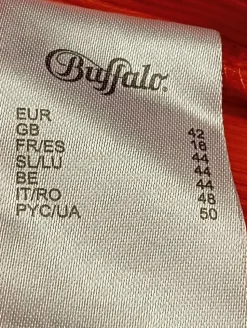 Buffalo.
EUR 42
GB 16
FR/ES 44
SL/LU 44
BE 44
IT/RO 48
PYC/UA 50